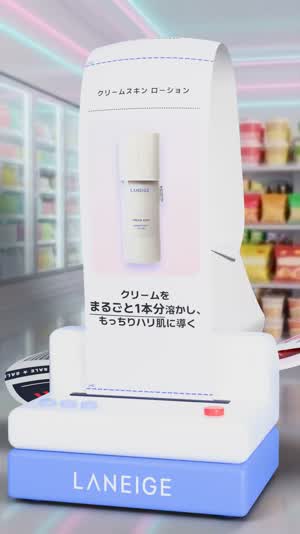 クリームスキン ローション
LANEIGE
CREAM SKIN
クリームを
まるごと1本分溶かし、
もっちりハリ肌に導く
LANEIGE